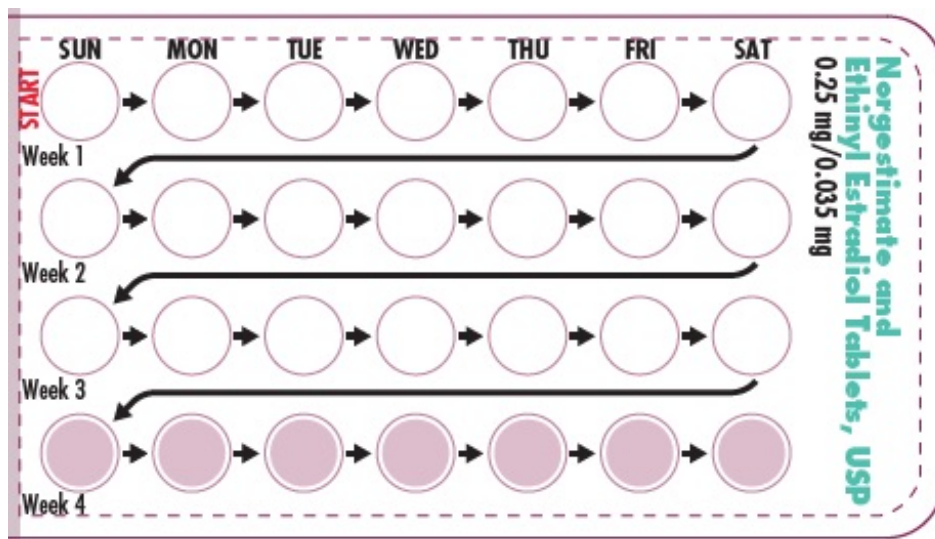 SUN MON TUE WED THU FRI SAT
START
Week 1
Week 2
Week 3
Week 4
Norgestimate and
Ethinyl Estradiol Tablets, USP
0.25 mg/0.035 mg